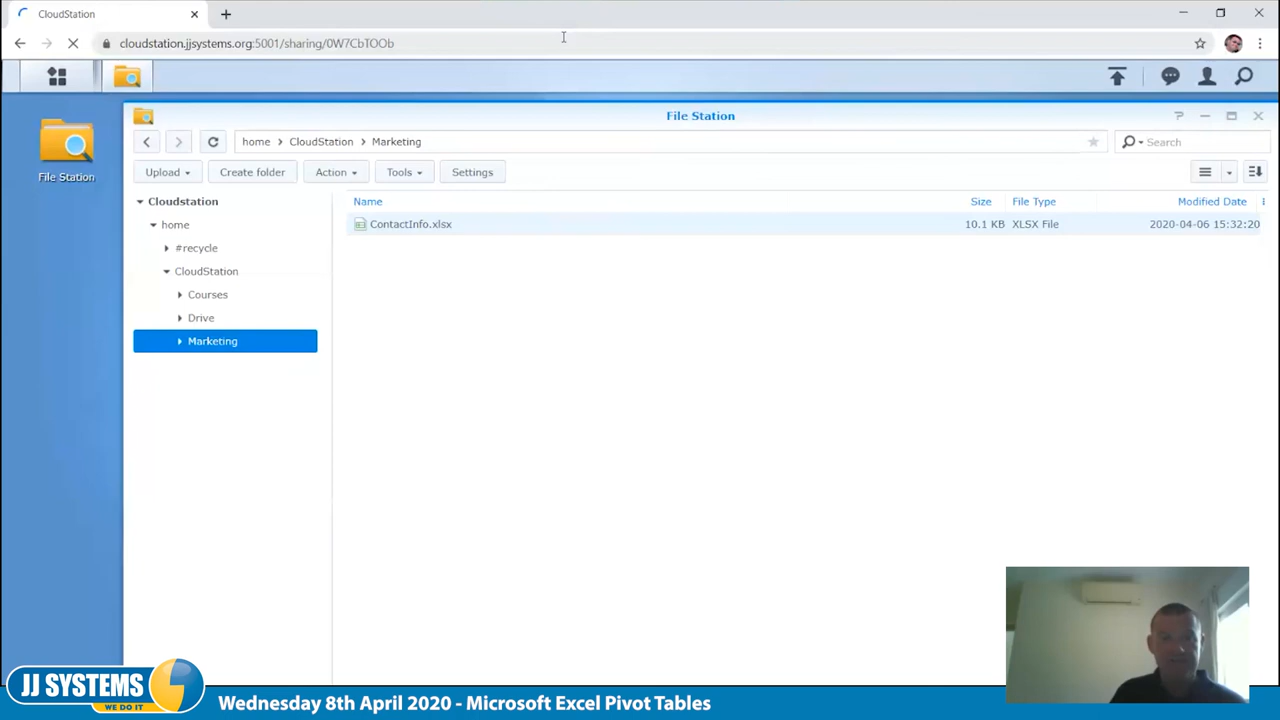 CloudStation
cloudstation.jjsystems.org:5001/sharing/0W7CbTOOb
File Station
File Station
home CloudStation Marketing
Search
Upload Create folder Action Tools Settings
Cloudstation
home
#recycle
CloudStation
Courses
Drive
Marketing
Name Size File Type Modified Date
ContactInfo.xlsx 10.1 KB XLSX File 2020-04-06 15:32:20
JJ SYSTEMS
WE DO IT
Wednesday 8th April 2020 - Microsoft Excel Pivot Tables